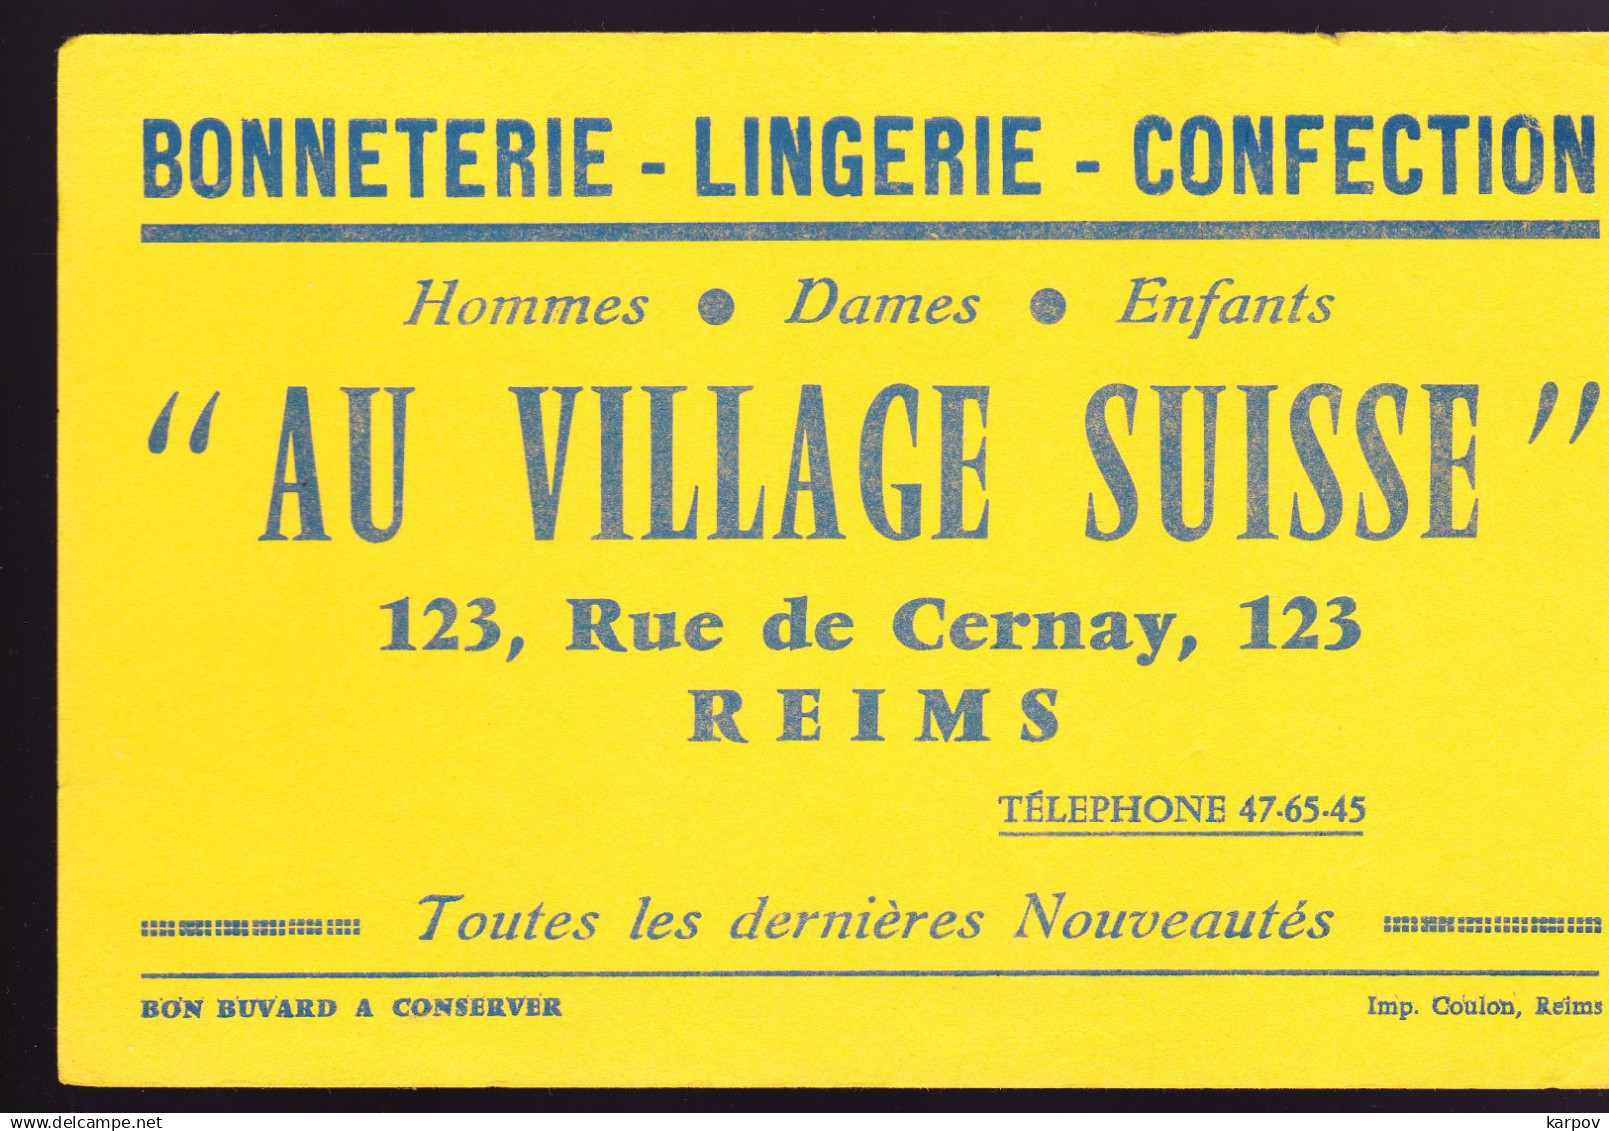 BONNETERIE - LINGERIE - CONFECTION
Hommes ● Dames ● Enfants
“ AU VILLAGE SUISSE ”
123, Rue de Cernay, 123
REIMS
TÉLEPHONE 47-65-45
Toutes les dernières Nouveautés
BON BUVARD A CONSERVER Imp. Coulon, Reims
delcampe.net karpov